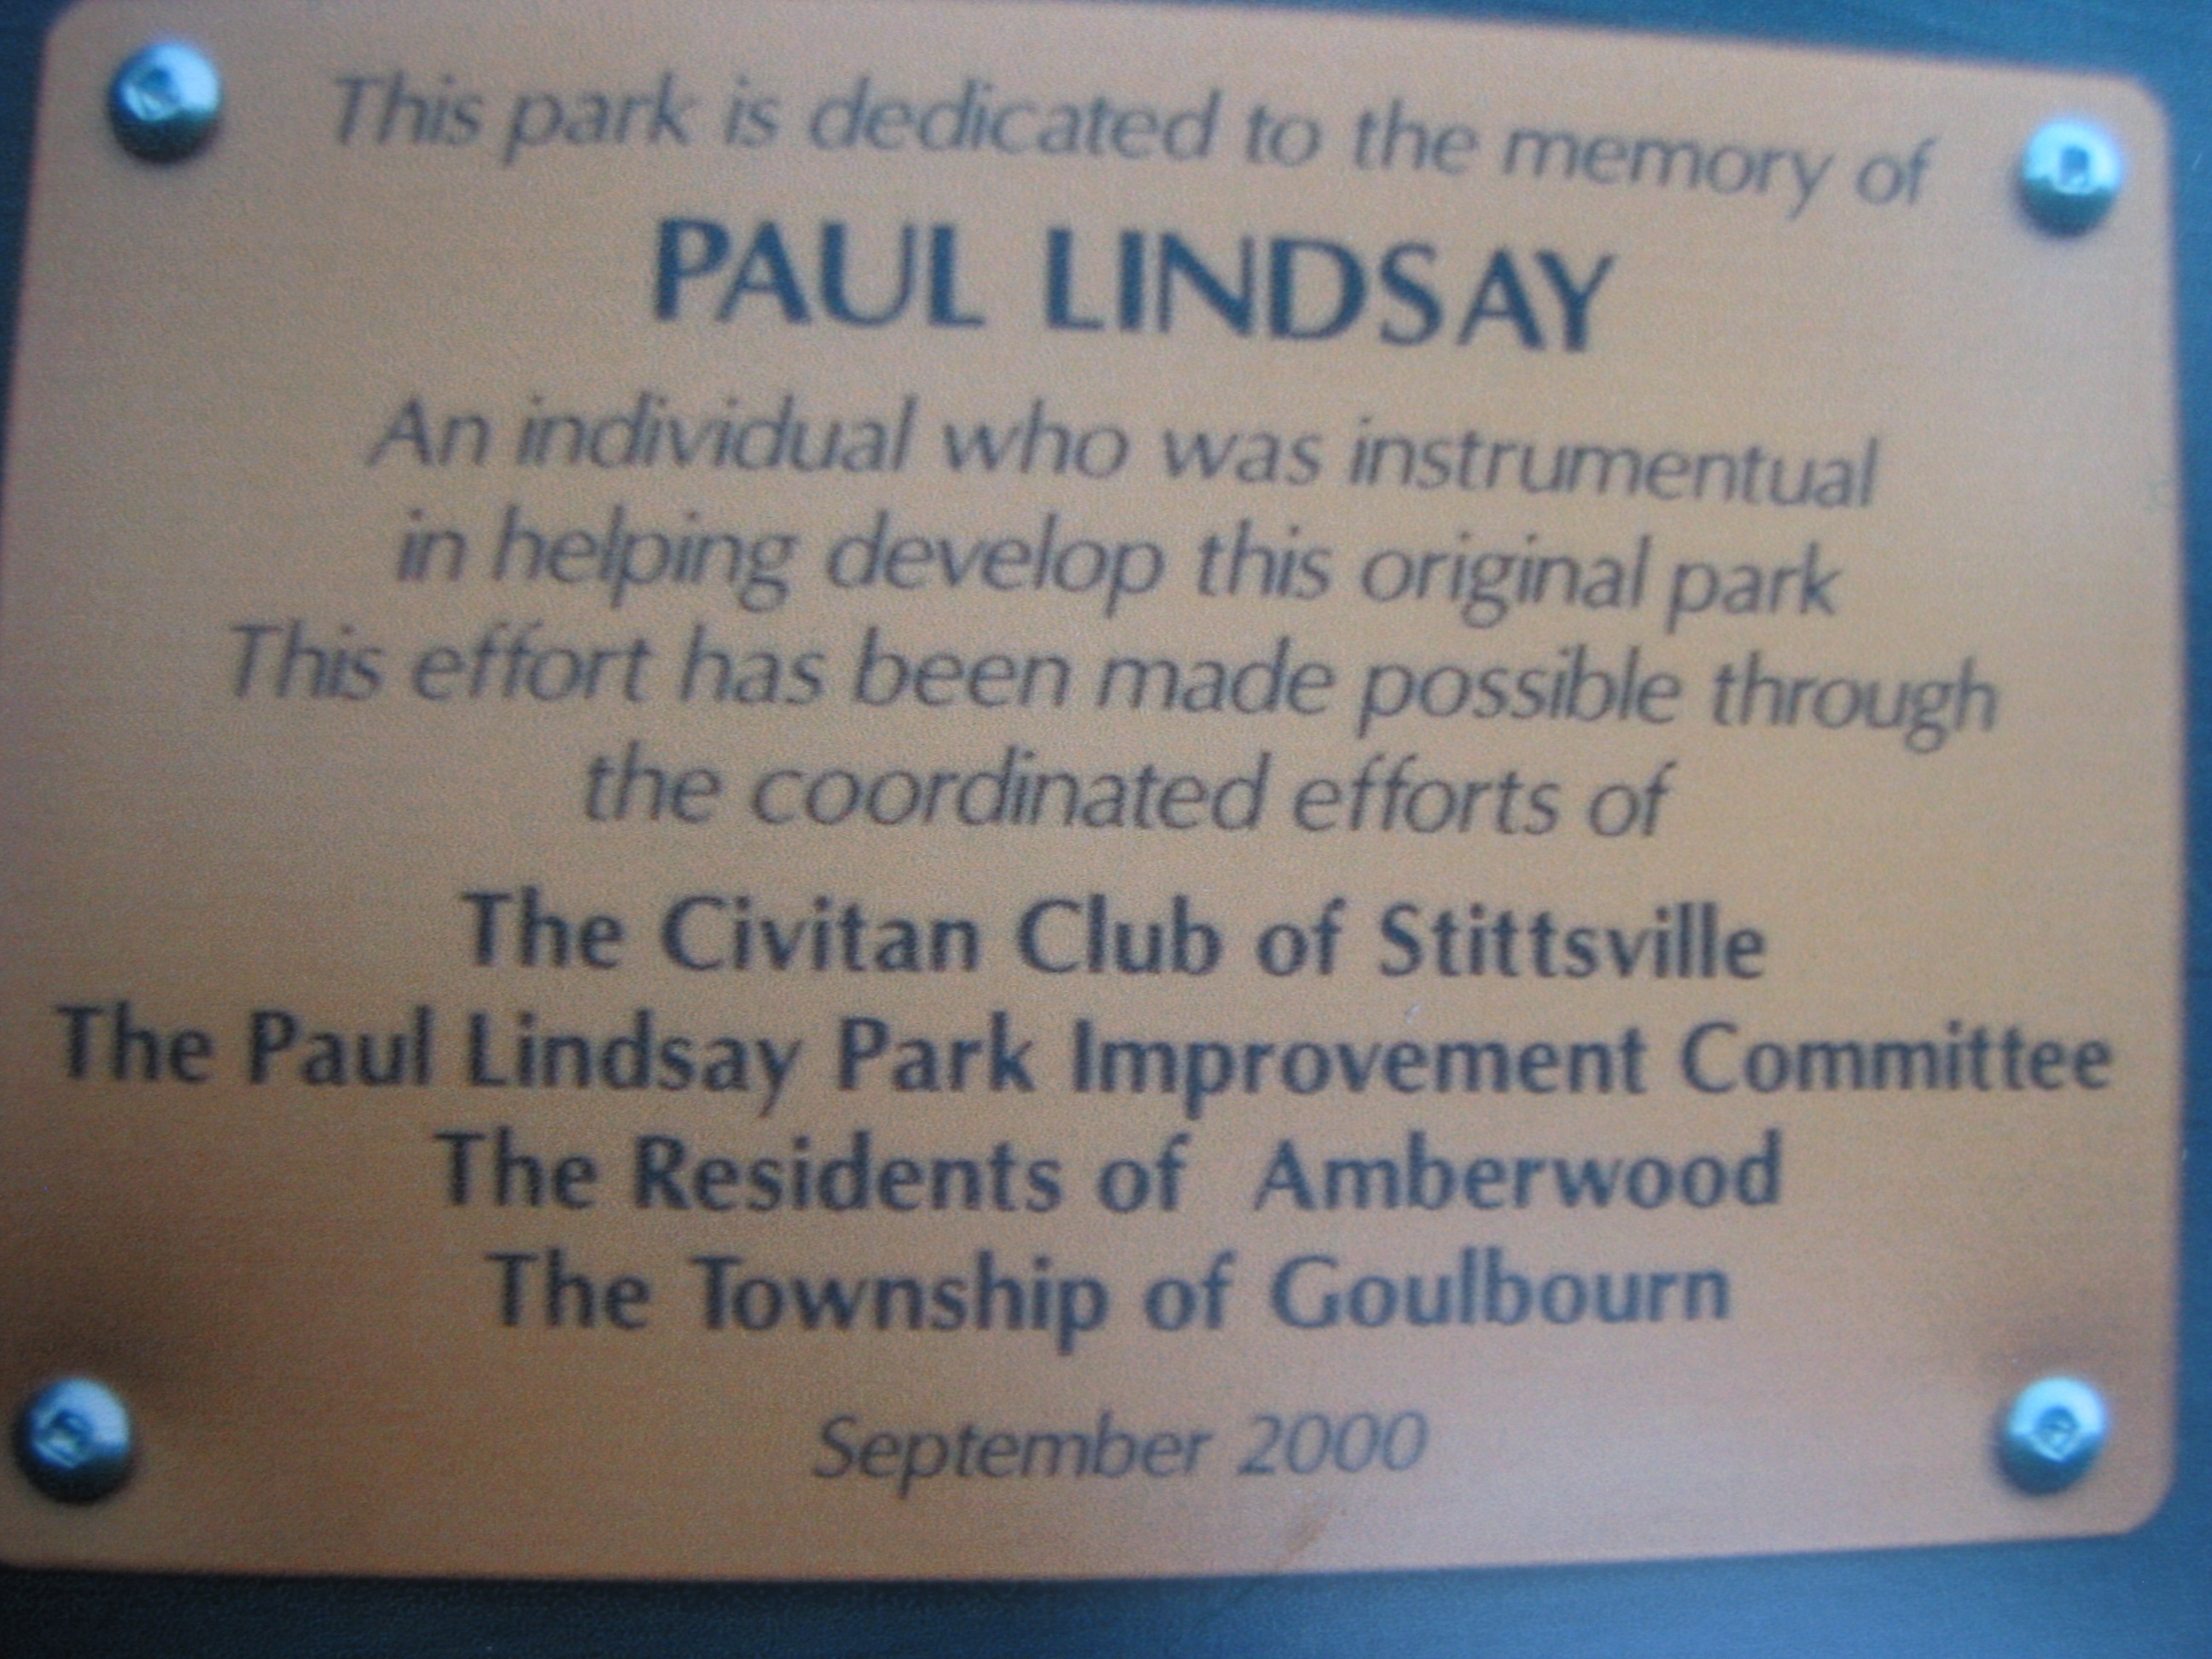 This park is dedicated to the memory of
PAUL LINDSAY
An individual who was instrumentual
in helping develop this original park
This effort has been made possible through
the coordinated efforts of
The Civitan Club of Stittsville
The Paul Lindsay Park Improvement Committee
The Residents of Amberwood
The Township of Goulbourn
September 2000